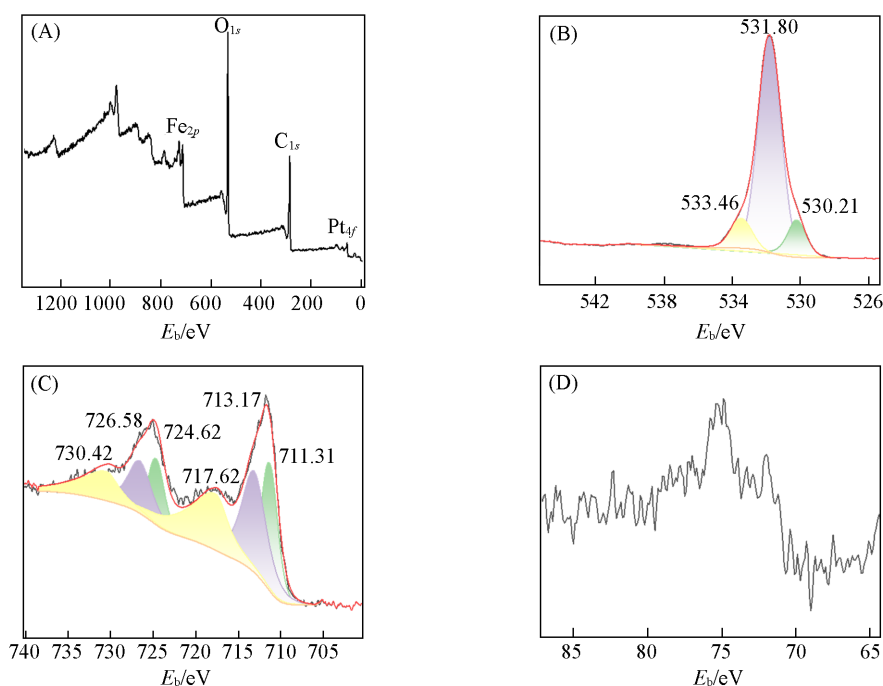 (A)
O1s
Fe2p
C1s
Pt4f
1200 1000 800 600 400 200 0
Eb/eV
(B)
531.80
533.46
530.21
542 538 534 530 526
Eb/eV
(C)
713.17
726.58
724.62
730.42
717.62
711.31
740 735 730 725 720 715 710 705
Eb/eV
(D)
85 80 75 70 65
Eb/eV